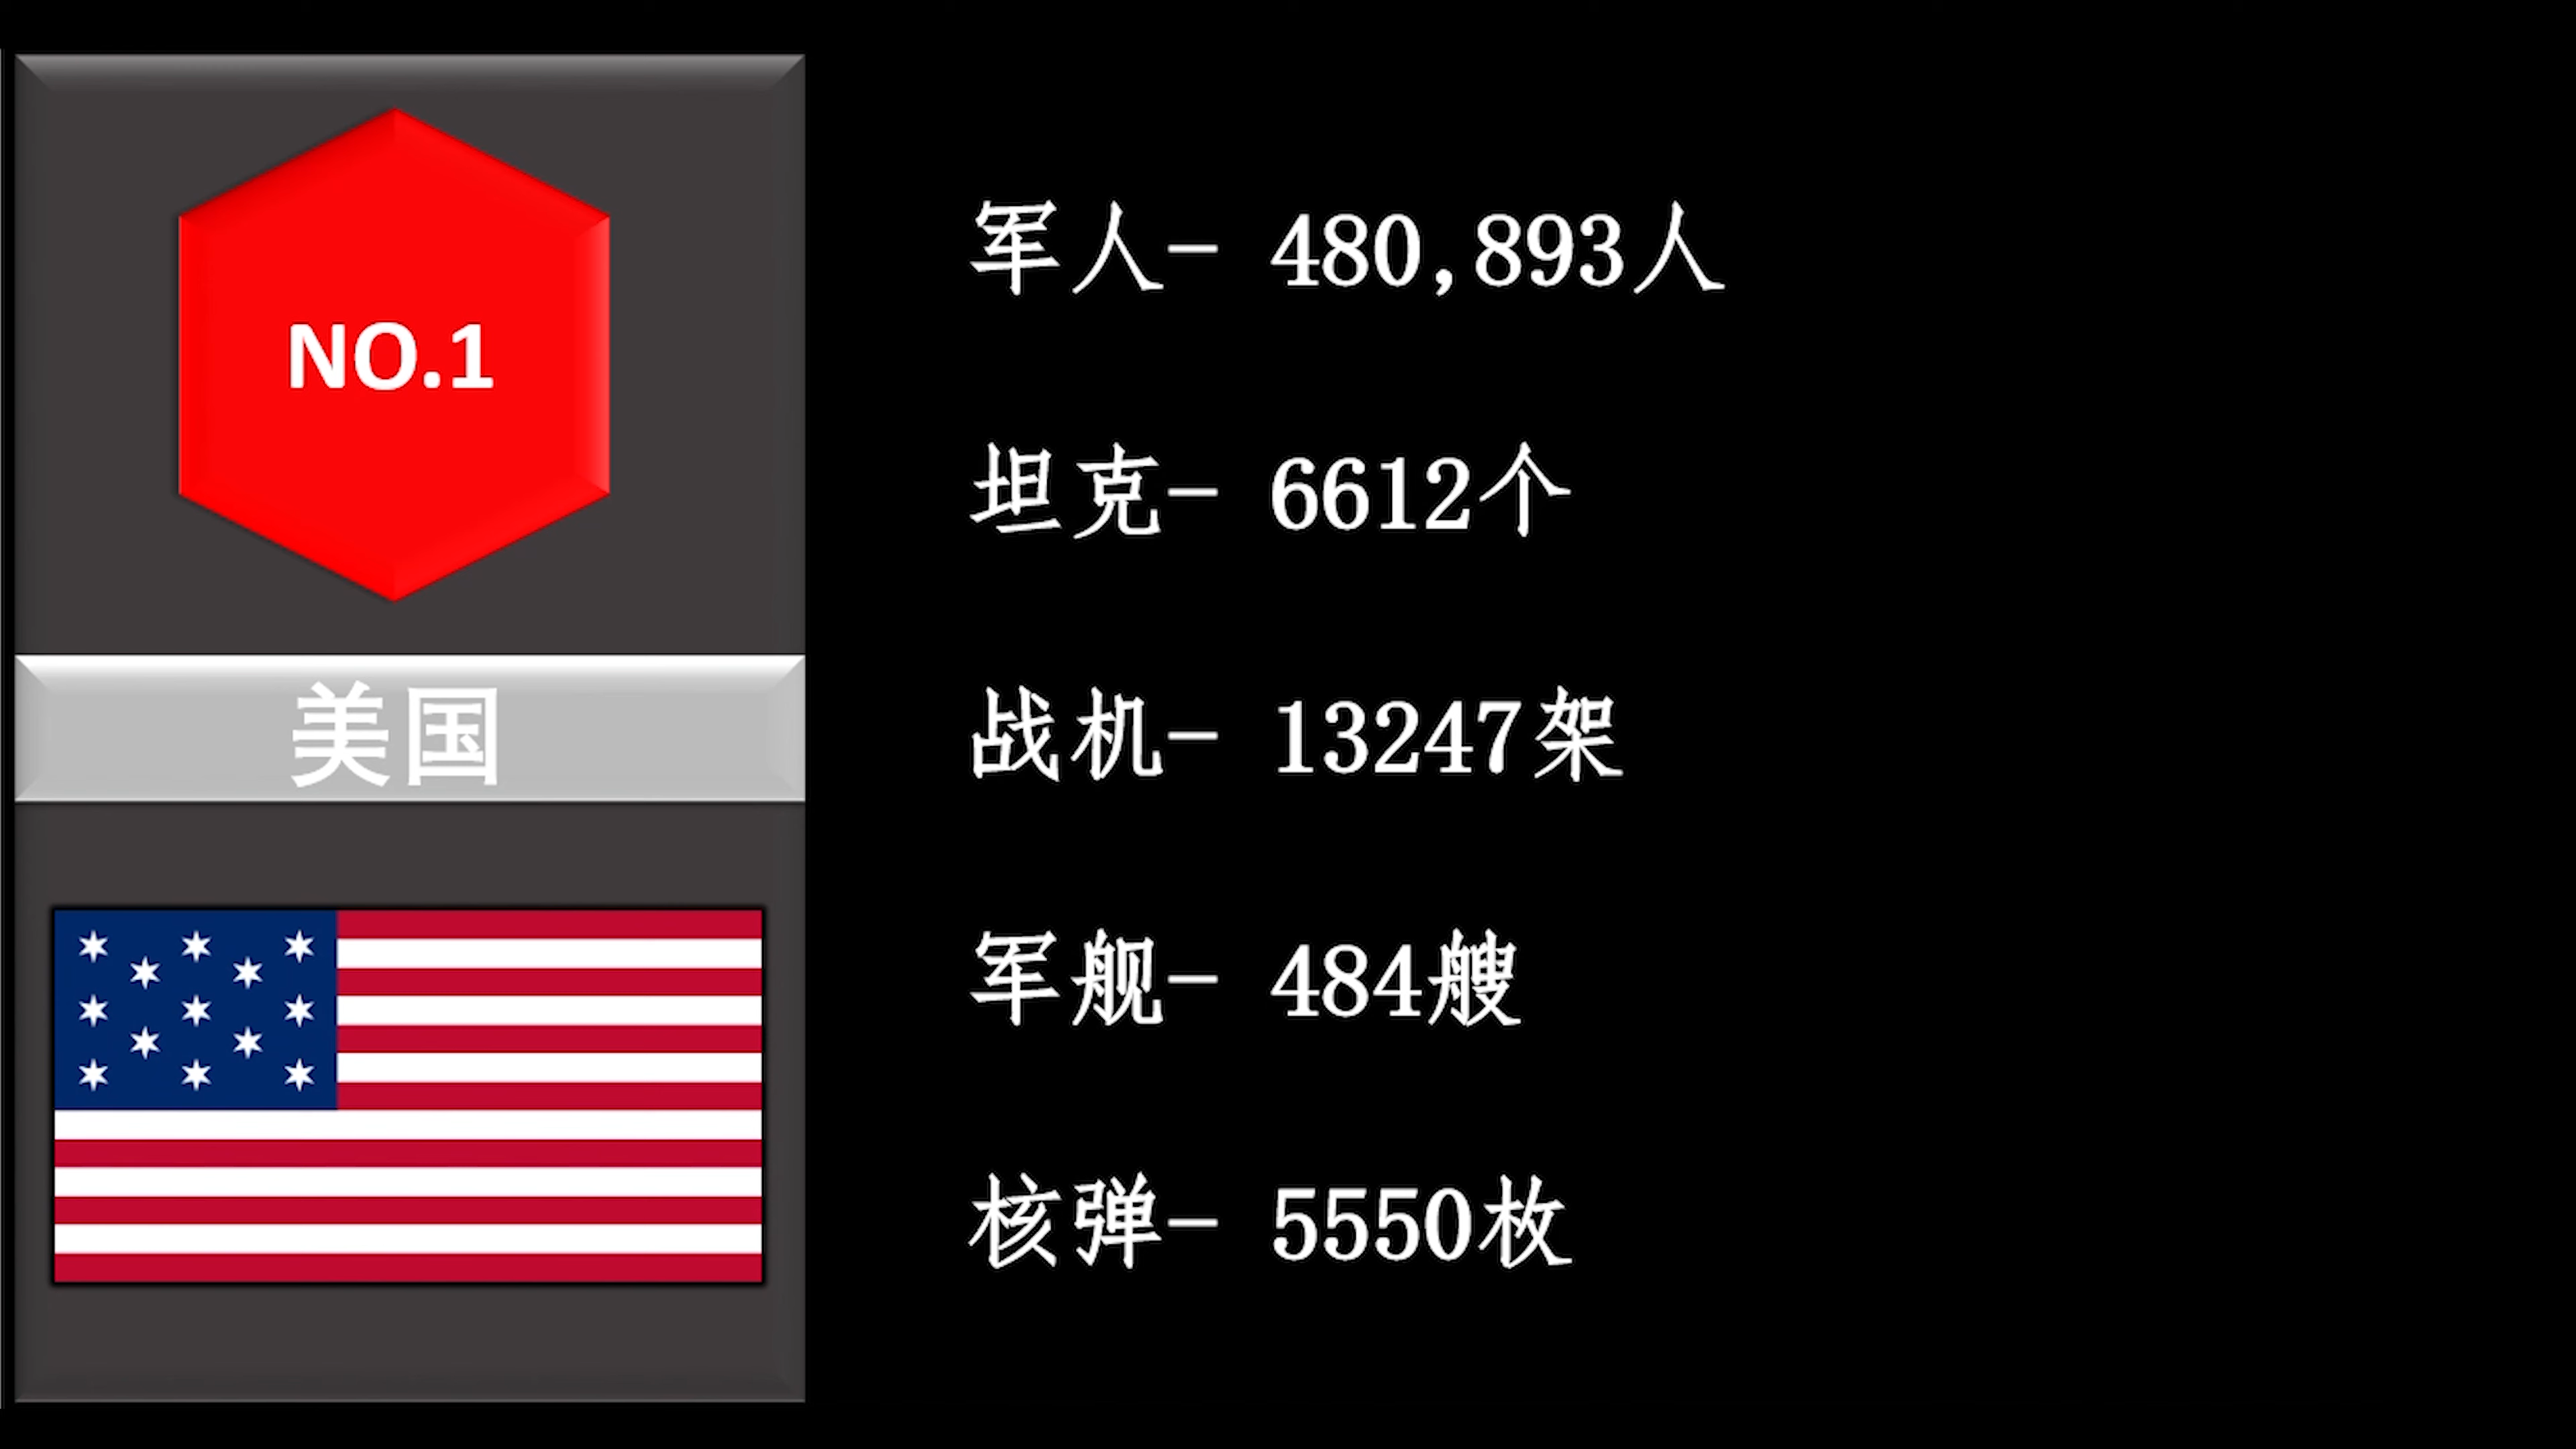 NO.1
美国
军人- 480,893人
坦克- 6612个
战机- 13247架
军舰- 484艘
核弹- 5550枚